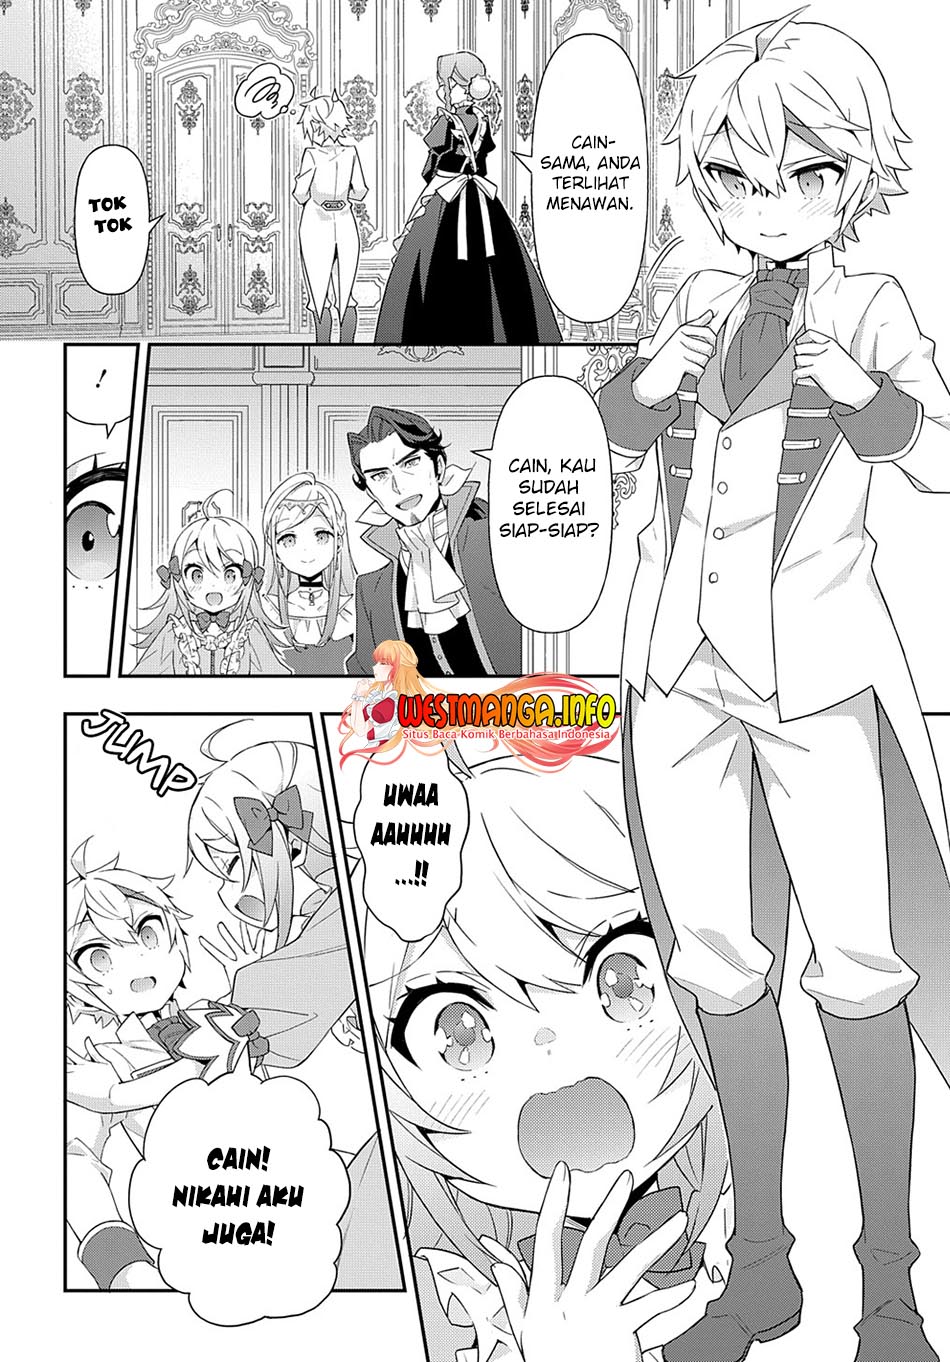 CAIN-
SAMA, ANDA
TERLIHAT
MENAWAN.
TOK
TOK
CAIN, KAU
SUDAH
SELESAI
SIAP-SIAP?
!
WESTMANGA.INFO
Situs Baca Komik Berbahasa Indonesia
UWAA
AAHHHH
...!!
JUMP
CAIN!
NIKAHI AKU
JUGA!